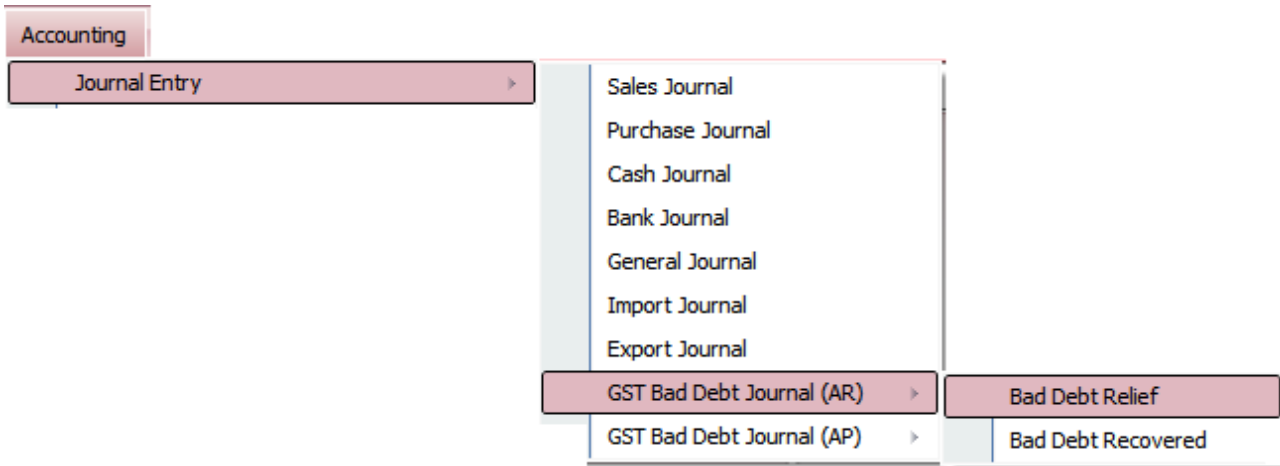 Accounting
Journal Entry
Sales Journal
Purchase Journal
Cash Journal
Bank Journal
General Journal
Import Journal
Export Journal
GST Bad Debt Journal (AR)
Bad Debt Relief
GST Bad Debt Journal (AP)
Bad Debt Recovered